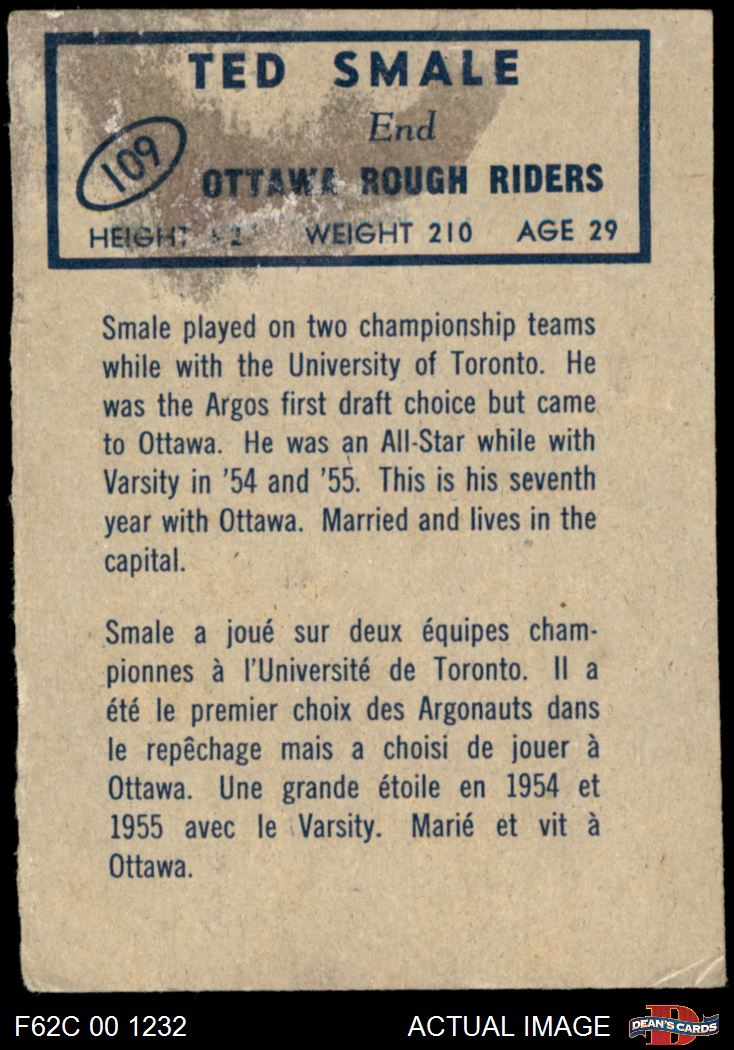 TED SMALE
End
109
OTTAWA ROUGH RIDERS
HEIGHT 2" WEIGHT 210 AGE 29
Smale played on two championship teams
while with the University of Toronto. He
was the Argos first draft choice but came
to Ottawa. He was an All-Star while with
Varsity in '54 and '55. This is his seventh
year with Ottawa. Married and lives in the
capital.
Smale a joué sur deux équipes cham-
pionnes à l'Université de Toronto. Il a
été le premier choix des Argonauts dans
le repêchage mais a choisi de jouer à
Ottawa. Une grande étoile en 1954 et
1955 avec le Varsity. Marié et vit à
Ottawa.
F62C 00 1232 ACTUAL IMAGE DEAN'S CARDS